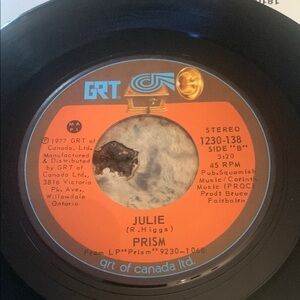 GRT
STEREO
1230-138
SIDE "B"
3:20
45 RPM
Pub.Squamish
Music/Corinth
Music (PROC)
Prod: Bruce
Fairbairn
℗1977 GRT of
Canada, Ltd.
Manufactured
& Distributed
by GRT of
Canada, Ltd.
3816 Victoria
Pk. Ave.
Willowdale
Ontario
JULIE
(R.Higgs)
PRISM
From LP"Prism" 9230-1068
grt of canada ltd.